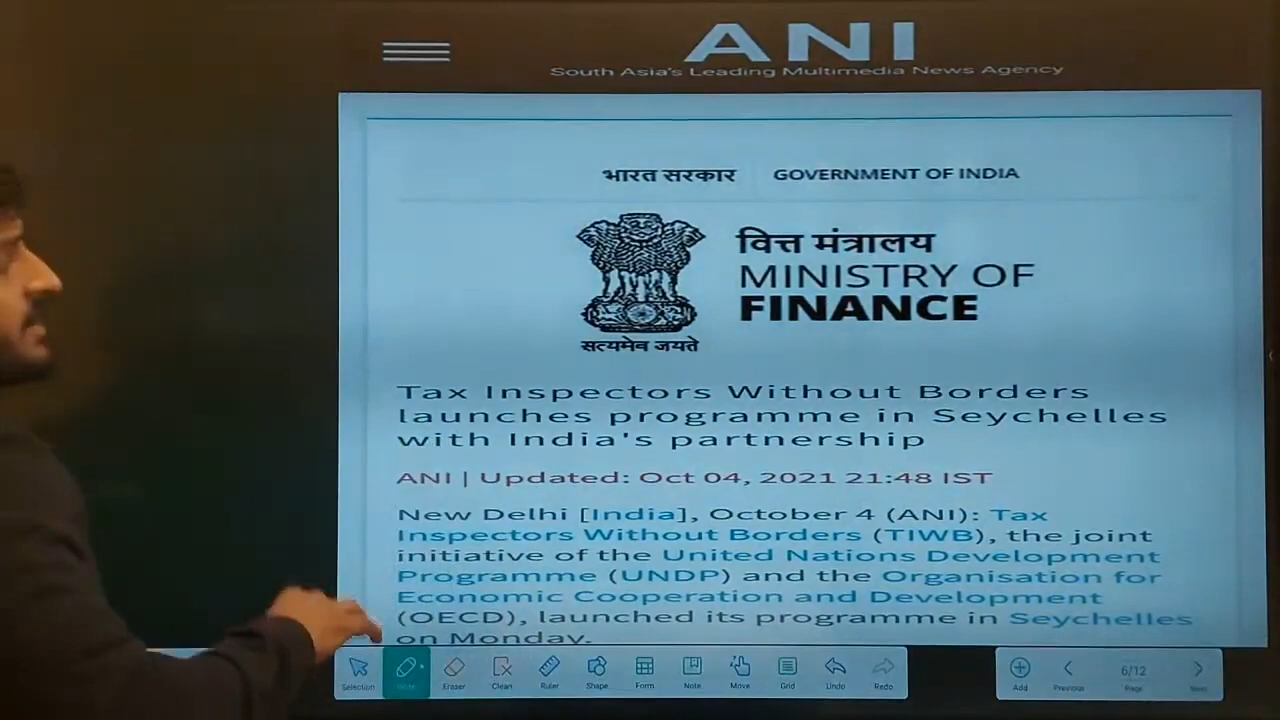 ANI
South Asia's Leading Multimedia News Agency
भारत सरकार GOVERNMENT OF INDIA
वित्त मंत्रालय
MINISTRY OF
FINANCE
सत्यमेव जयते
Tax Inspectors Without Borders
launches programme in Seychelles
with India's partnership
ANI | Updated: Oct 04, 2021 21:48 IST
New Delhi [India], October 4 (ANI): Tax
Inspectors Without Borders (TIWB), the joint
initiative of the United Nations Development
Programme (UNDP) and the Organisation for
Economic Cooperation and Development
(OECD), launched its programme in Seychelles
on Monday.
Selection Eraser Clean Ruler Shape Form Note Move Grid Undo Redo Add Previous 6/12 Page Next